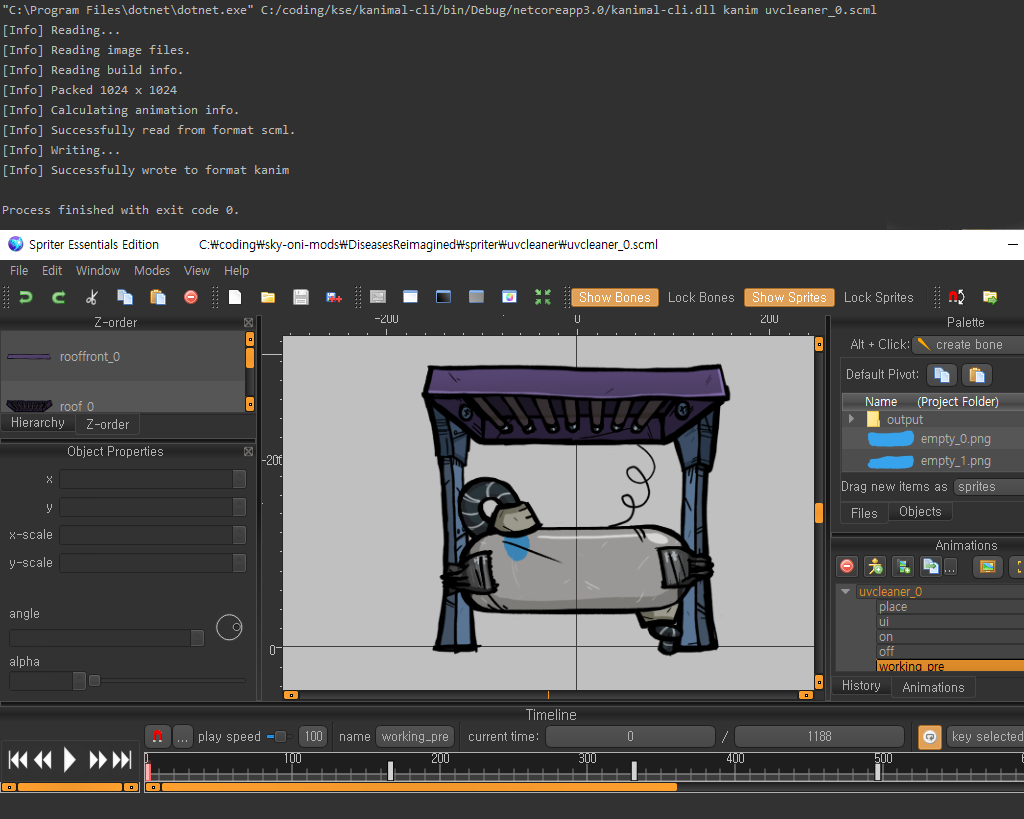 "C:\Program Files\dotnet\dotnet.exe" C:/coding/kse/kanimal-cli/bin/Debug/netcoreapp3.0/kanimal-cli.dll kanim uvcleaner_0.scml
[Info] Reading...
[Info] Reading image files.
[Info] Reading build info.
[Info] Packed 1024 x 1024
[Info] Calculating animation info.
[Info] Successfully read from format scml.
[Info] Writing...
[Info] Successfully wrote to format kanim
Process finished with exit code 0.
Spriter Essentials Edition C:₩coding₩sky-oni-mods₩DiseasesReimagined₩spriter₩uvcleaner₩uvcleaner_0.scml
File Edit Window Modes View Help
Show Bones Lock Bones Show Sprites Lock Sprites
Z-order
rooffront_0
roof_0
Hierarchy Z-order
Object Properties
x
y
x-scale
y-scale
angle
alpha
-200 0 200
-200
0
Palette
Alt + Click: create bone
Default Pivot:
Name (Project Folder)
output
empty_0.png
empty_1.png
Drag new items as sprites
Files Objects
Animations
...
uvcleaner_0
place
ui
on
off
working_pre
History Animations
Timeline
... play speed 100 name working_pre current time: 0 / 1188 key selected
0 100 200 300 400 500